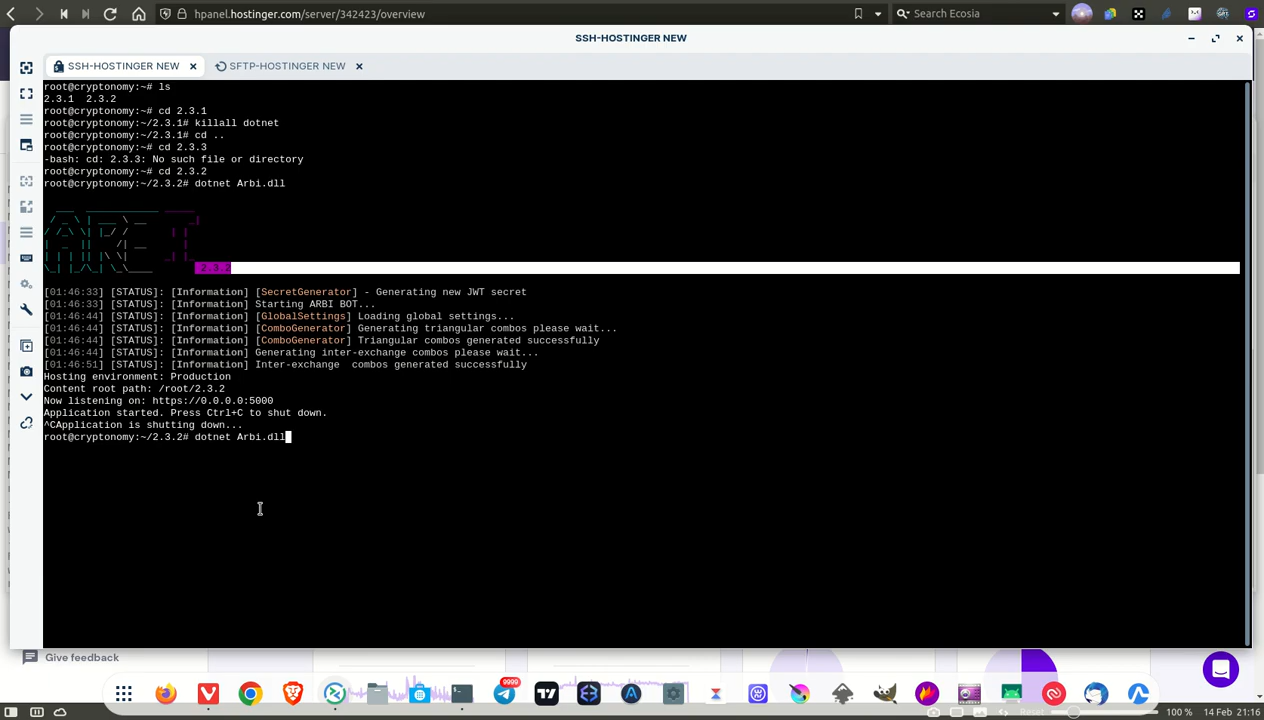 hpanel.hostinger.com/server/342423/overview
Search Ecosia
SSH-HOSTINGER NEW
SSH-HOSTINGER NEW
SFTP-HOSTINGER NEW
root@cryptonomy:~# ls
2.3.1  2.3.2
root@cryptonomy:~# cd 2.3.1
root@cryptonomy:~/2.3.1# killall dotnet
root@cryptonomy:~/2.3.1# cd ..
root@cryptonomy:~# cd 2.3.3
-bash: cd: 2.3.3: No such file or directory
root@cryptonomy:~# cd 2.3.2
root@cryptonomy:~/2.3.2# dotnet Arbi.dll
2.3.2
[01:46:33] [STATUS]: [Information] [SecretGenerator] - Generating new JWT secret
[01:46:33] [STATUS]: [Information] Starting ARBI BOT...
[01:46:44] [STATUS]: [Information] [GlobalSettings] Loading global settings...
[01:46:44] [STATUS]: [Information] [ComboGenerator] Generating triangular combos please wait...
[01:46:44] [STATUS]: [Information] [ComboGenerator] Triangular combos generated successfully
[01:46:44] [STATUS]: [Information] Generating inter-exchange combos please wait...
[01:46:51] [STATUS]: [Information] Inter-exchange  combos generated successfully
Hosting environment: Production
Content root path: /root/2.3.2
Now listening on: https://0.0.0.0:5000
Application started. Press Ctrl+C to shut down.
^CApplication is shutting down...
root@cryptonomy:~/2.3.2# dotnet Arbi.dll
Give feedback
9999
Reset
100 %
14 Feb 21:16